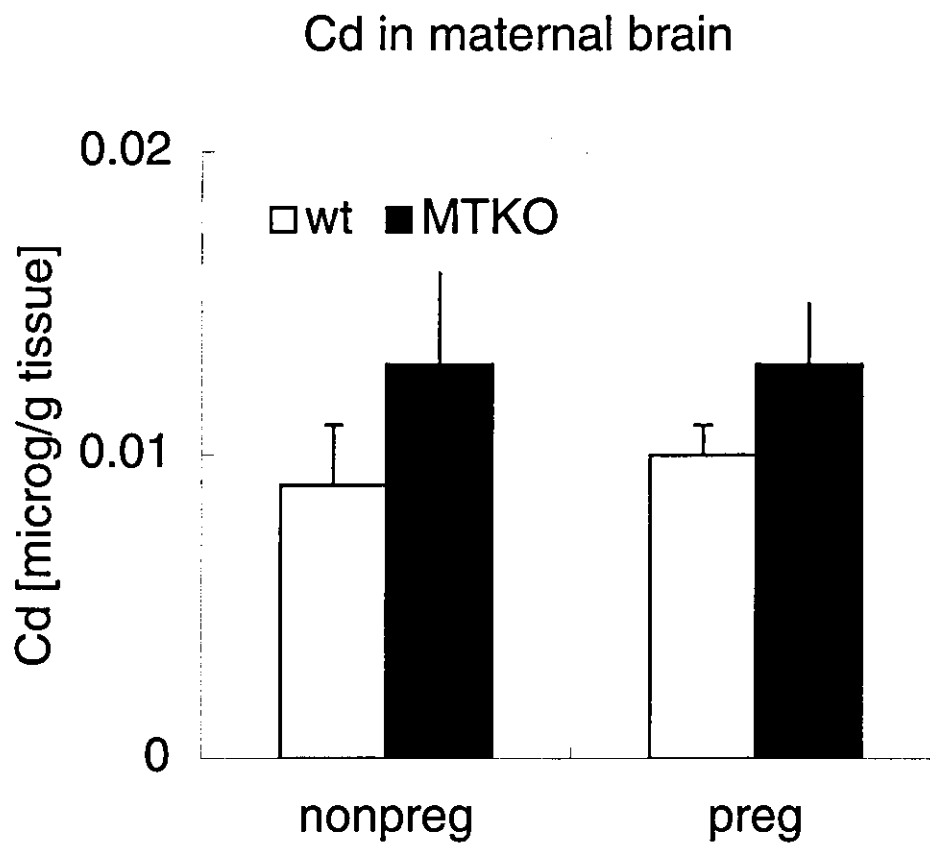 Cd in maternal brain
0.02
wt MTKO
Cd [microg/g tissue]
0.01
0
nonpreg preg